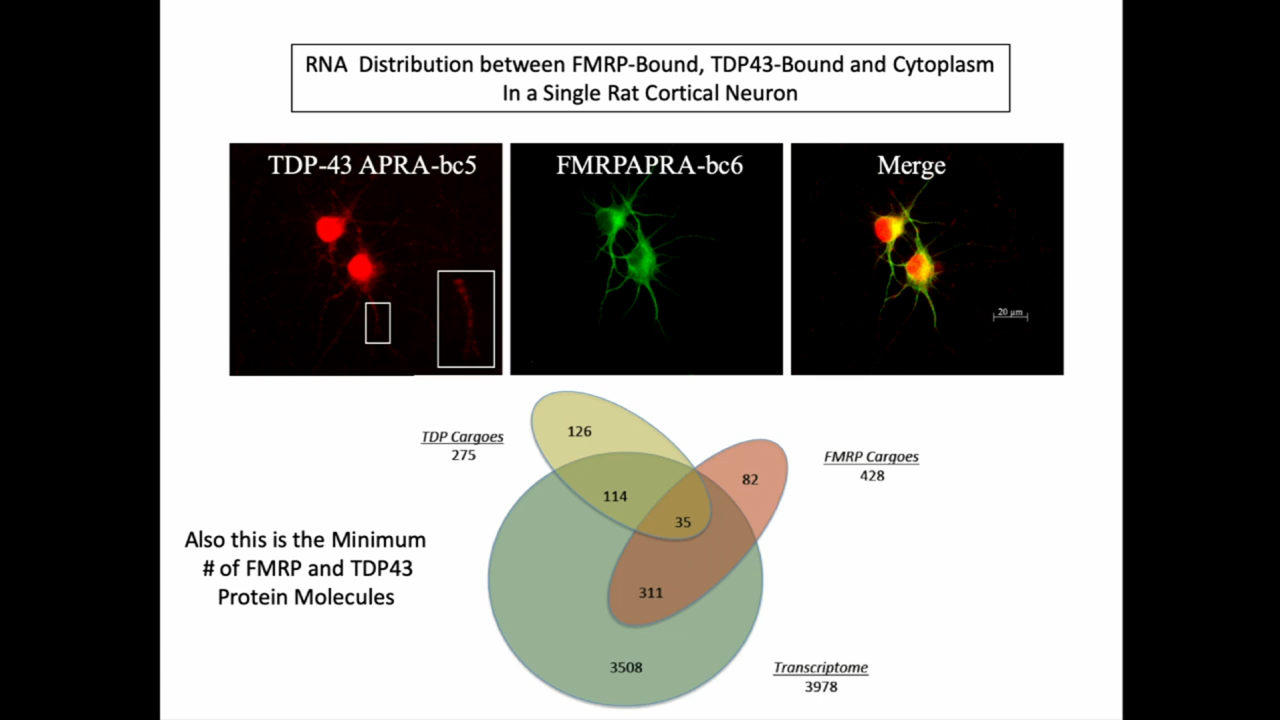 RNA  Distribution between FMRP-Bound, TDP43-Bound and Cytoplasm
In a Single Rat Cortical Neuron
TDP-43 APRA-bc5
FMRPAPRA-bc6
Merge
20 µm
TDP Cargoes
275
126
FMRP Cargoes
428
82
114
35
Also this is the Minimum
# of FMRP and TDP43
Protein Molecules
311
3508
Transcriptome
3978